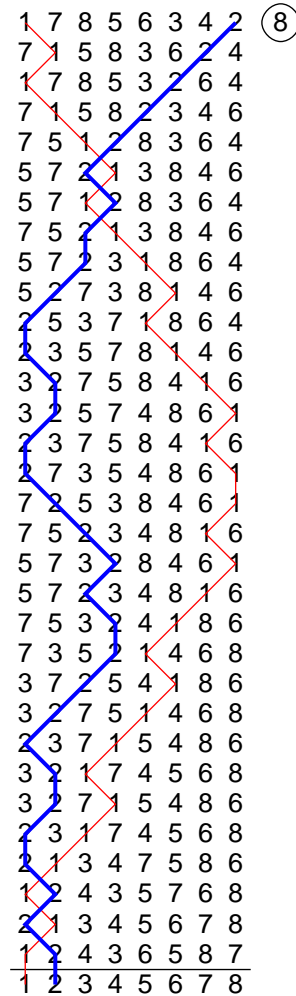 1 7 8 5 6 3 4 2 8
7 1 5 8 3 6 2 4
1 7 8 5 3 2 6 4
7 1 5 8 2 3 4 6
7 5 1 2 8 3 6 4
5 7 2 1 3 8 4 6
5 7 1 2 8 3 6 4
7 5 2 1 3 8 4 6
5 7 2 3 1 8 6 4
5 2 7 3 8 1 4 6
2 5 3 7 1 8 6 4
2 3 5 7 8 1 4 6
3 2 7 5 8 4 1 6
3 2 5 7 4 8 6 1
2 3 7 5 8 4 1 6
2 7 3 5 4 8 6 1
7 2 5 3 8 4 6 1
7 5 2 3 4 8 1 6
5 7 3 2 8 4 6 1
5 7 2 3 4 8 1 6
7 5 3 2 4 1 8 6
7 3 5 2 1 4 6 8
3 7 2 5 4 1 8 6
3 2 7 5 1 4 6 8
2 3 7 1 5 4 8 6
3 2 1 7 4 5 6 8
3 2 7 1 5 4 8 6
2 3 1 7 4 5 6 8
2 1 3 4 7 5 8 6
1 2 4 3 5 7 6 8
2 1 3 4 5 6 7 8
1 2 4 3 6 5 8 7
1 2 3 4 5 6 7 8